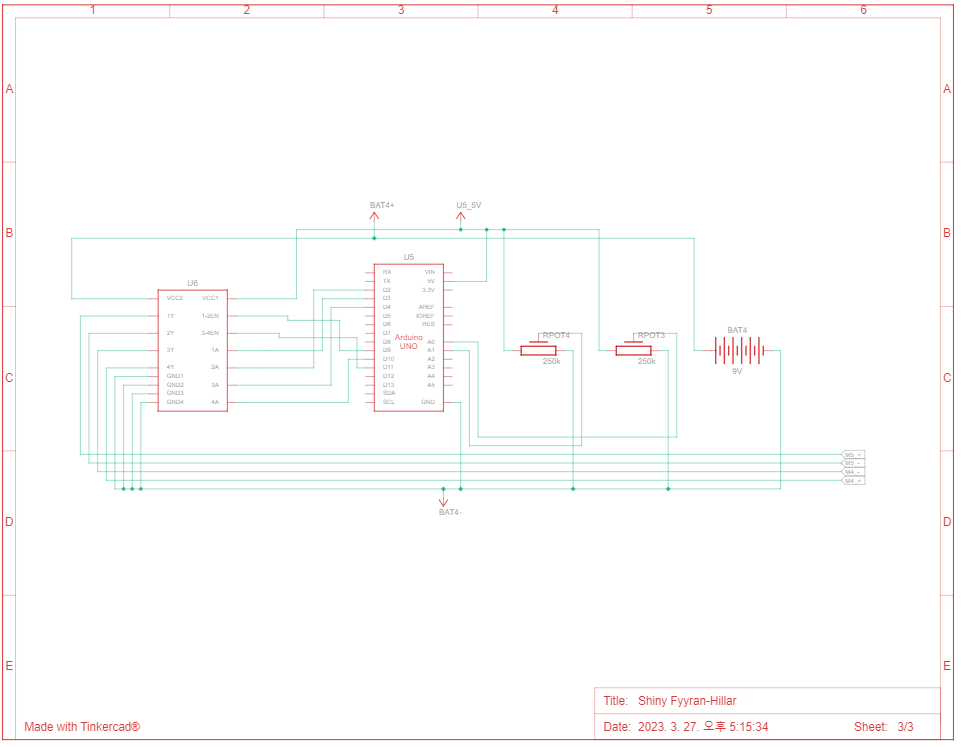 1 2 3 4 5 6
A A
BAT4+ U5_5V
B B
U5
U6
VCC2 VCC1
1Y 1-2EN
2Y 3-4EN
3Y 1A
4Y 2A
GND1
GND2 3A
GND3
GND4 4A
RX VIN
TX 5V
D2 3.3V
D3
D4 AREF
D5 IOREF
D6 RES
D7
D8 A0
D9 A1
D10 A2
D11 A3
D12 A4
D13 A5
SDA
SCL GND
Arduino
UNO
RPOT4
250k
RPOT3
250k
BAT4
9V
C C
M5_+
M5_-
M4_-
M4_+
BAT4-
D D
E E
Title: Shiny Fyyran-Hillar
Made with Tinkercad®
Date: 2023. 3. 27. 오후 5:15:34 Sheet: 3/3